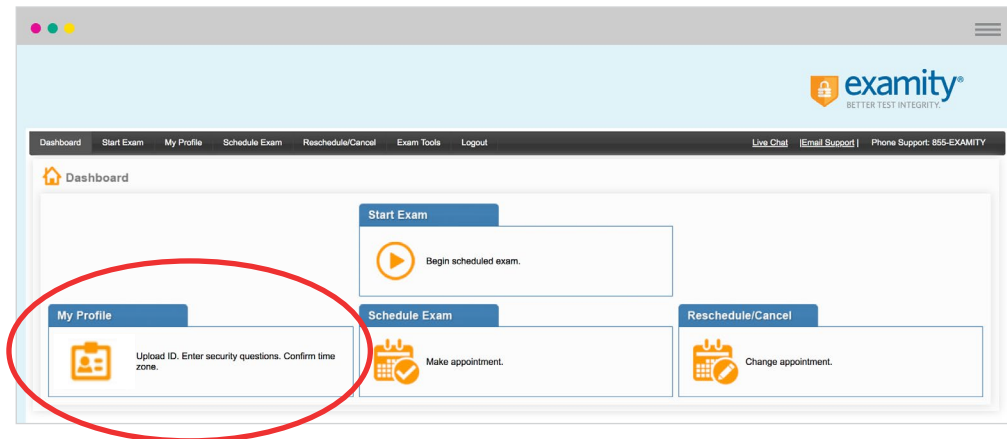 examity®
BETTER TEST INTEGRITY.
Dashboard Start Exam My Profile Schedule Exam Reschedule/Cancel Exam Tools Logout Live Chat |Email Support| Phone Support: 855-EXAMITY
Dashboard
Start Exam
Begin scheduled exam.
My Profile
Upload ID. Enter security questions. Confirm time
zone.
Schedule Exam
Make appointment.
Reschedule/Cancel
Change appointment.